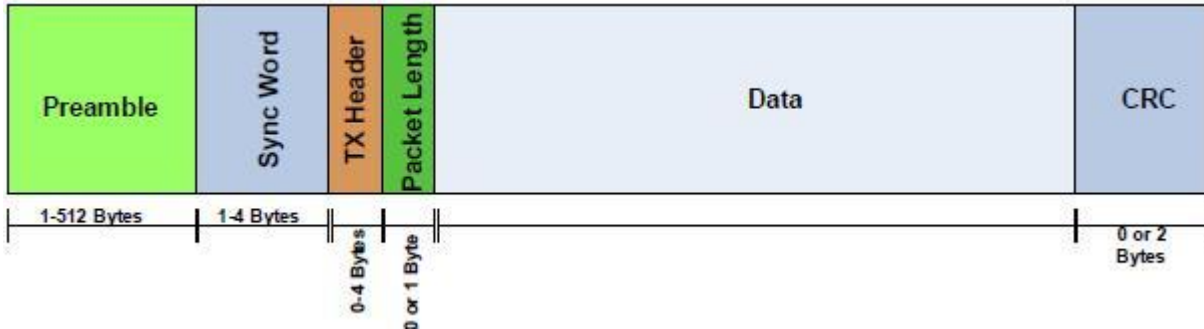 Preamble
Sync Word
TX Header
Packet Length
Data
CRC
1-512 Bytes
1-4 Bytes
0-4 Bytes
0 or 1 Byte
0 or 2
Bytes